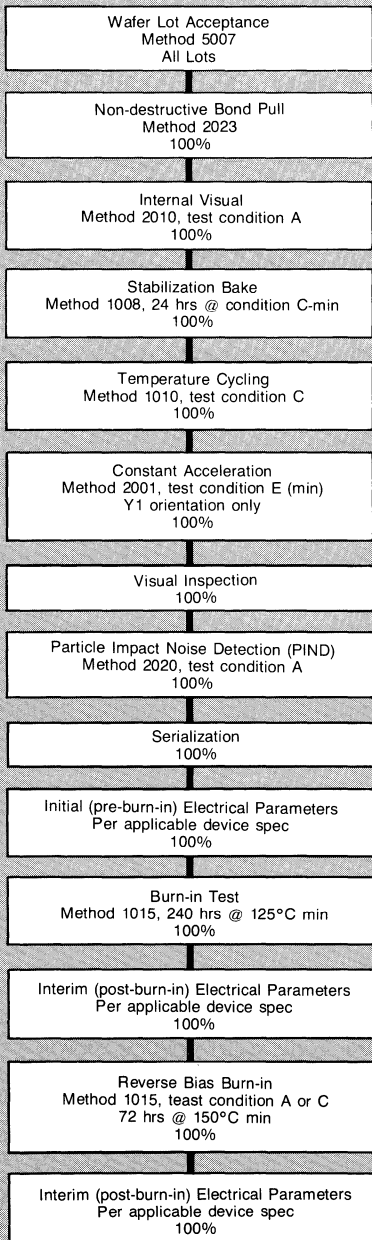 Wafer Lot Acceptance
Method 5007
All Lots
Non-destructive Bond Pull
Method 2023
100%
Internal Visual
Method 2010, test condition A
100%
Stabilization Bake
Method 1008, 24 hrs @ condition C-min
100%
Temperature Cycling
Method 1010, test condition C
100%
Constant Acceleration
Method 2001, test condition E (min)
Y1 orientation only
100%
Visual Inspection
100%
Particle Impact Noise Detection (PIND)
Method 2020, test condition A
100%
Serialization
100%
Initial (pre-burn-in) Electrical Parameters
Per applicable device spec
100%
Burn-in Test
Method 1015, 240 hrs @ 125°C min
100%
Interim (post-burn-in) Electrical Parameters
Per applicable device spec
100%
Reverse Bias Burn-in
Method 1015, teast condition A or C
72 hrs @ 150°C min
100%
Interim (post-burn-in) Electrical Parameters
Per applicable device spec
100%